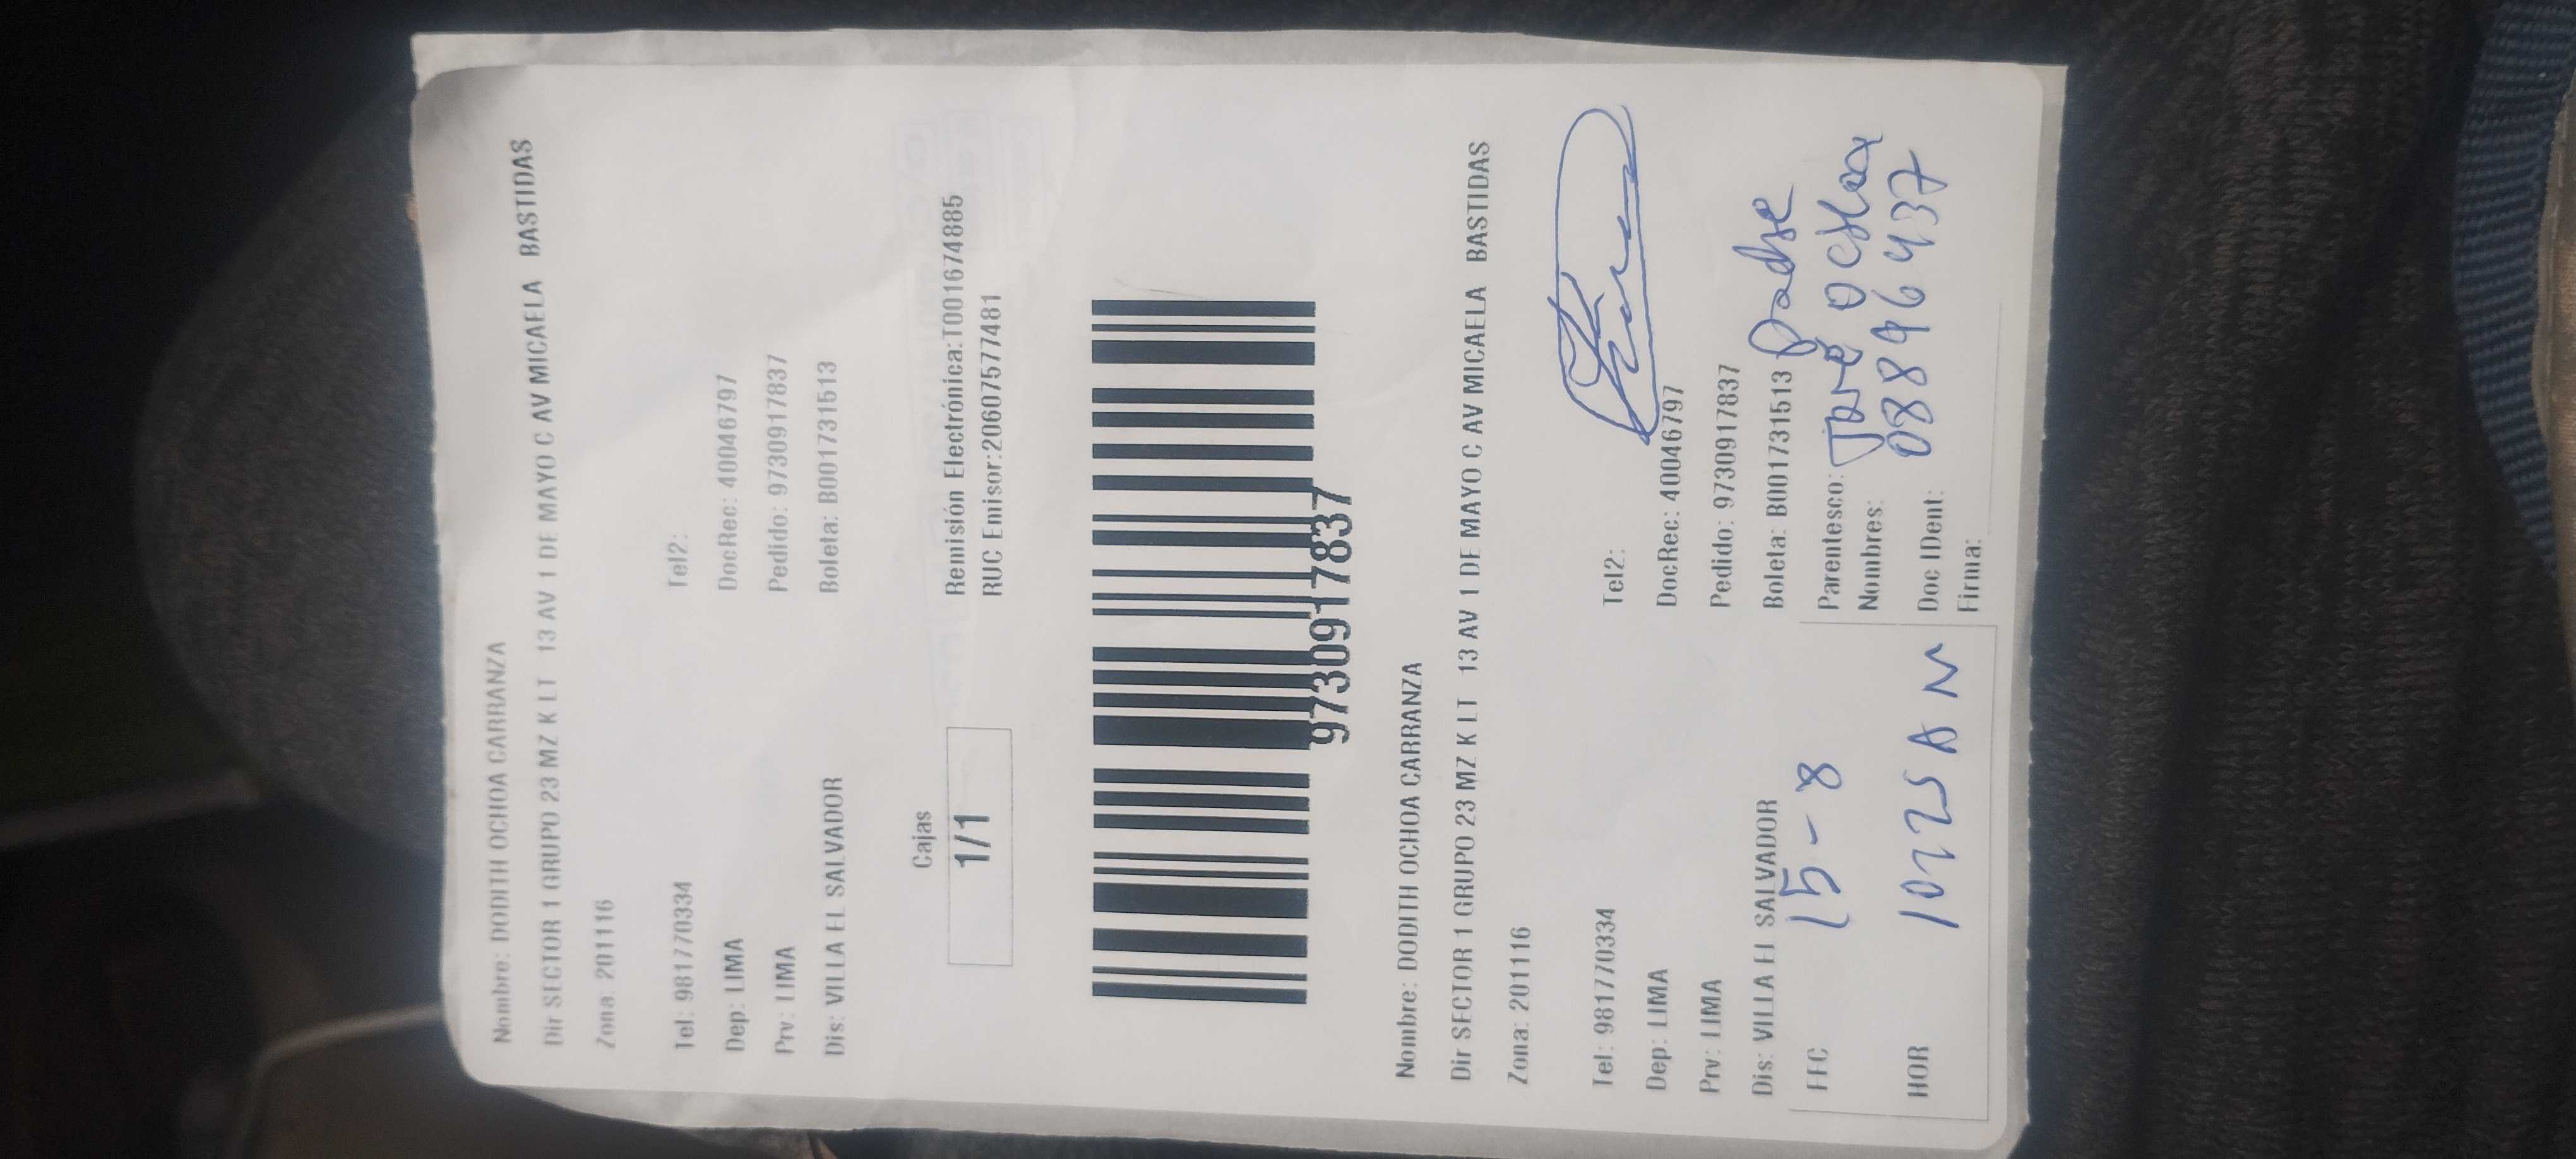 Nombre: DODITH OCHOA CARRANZA
Dir SECTOR 1 GRUPO 23 MZ K LT 13 AV 1 DE MAYO C AV MICAELA BASTIDAS
Zona: 201116
Tel: 981770334 Tel2:
Dep: LIMA DocRec: 40046797
Prv: LIMA Pedido: 9730917837
Dis: VILLA EL SALVADOR Boleta: B001731513
Cajas
1/1
Remisión Electrónica:T001674885
RUC Emisor:20607577481
9730917837
Nombre: DODITH OCHOA CARRANZA
Dir SECTOR 1 GRUPO 23 MZ K LT 13 AV 1 DE MAYO C AV MICAELA BASTIDAS
Zona: 201116
Tel: 981770334 Tel2:
Dep: LIMA DocRec: 40046797
Prv: LIMA Pedido: 9730917837
Dis: VILLA EL SALVADOR Boleta: B001731513
FEC 15-8
Parentesco: Padre
Nombres: José Ochoa
HOR 1025 AM
Doc IDent: 08896437
Firma: